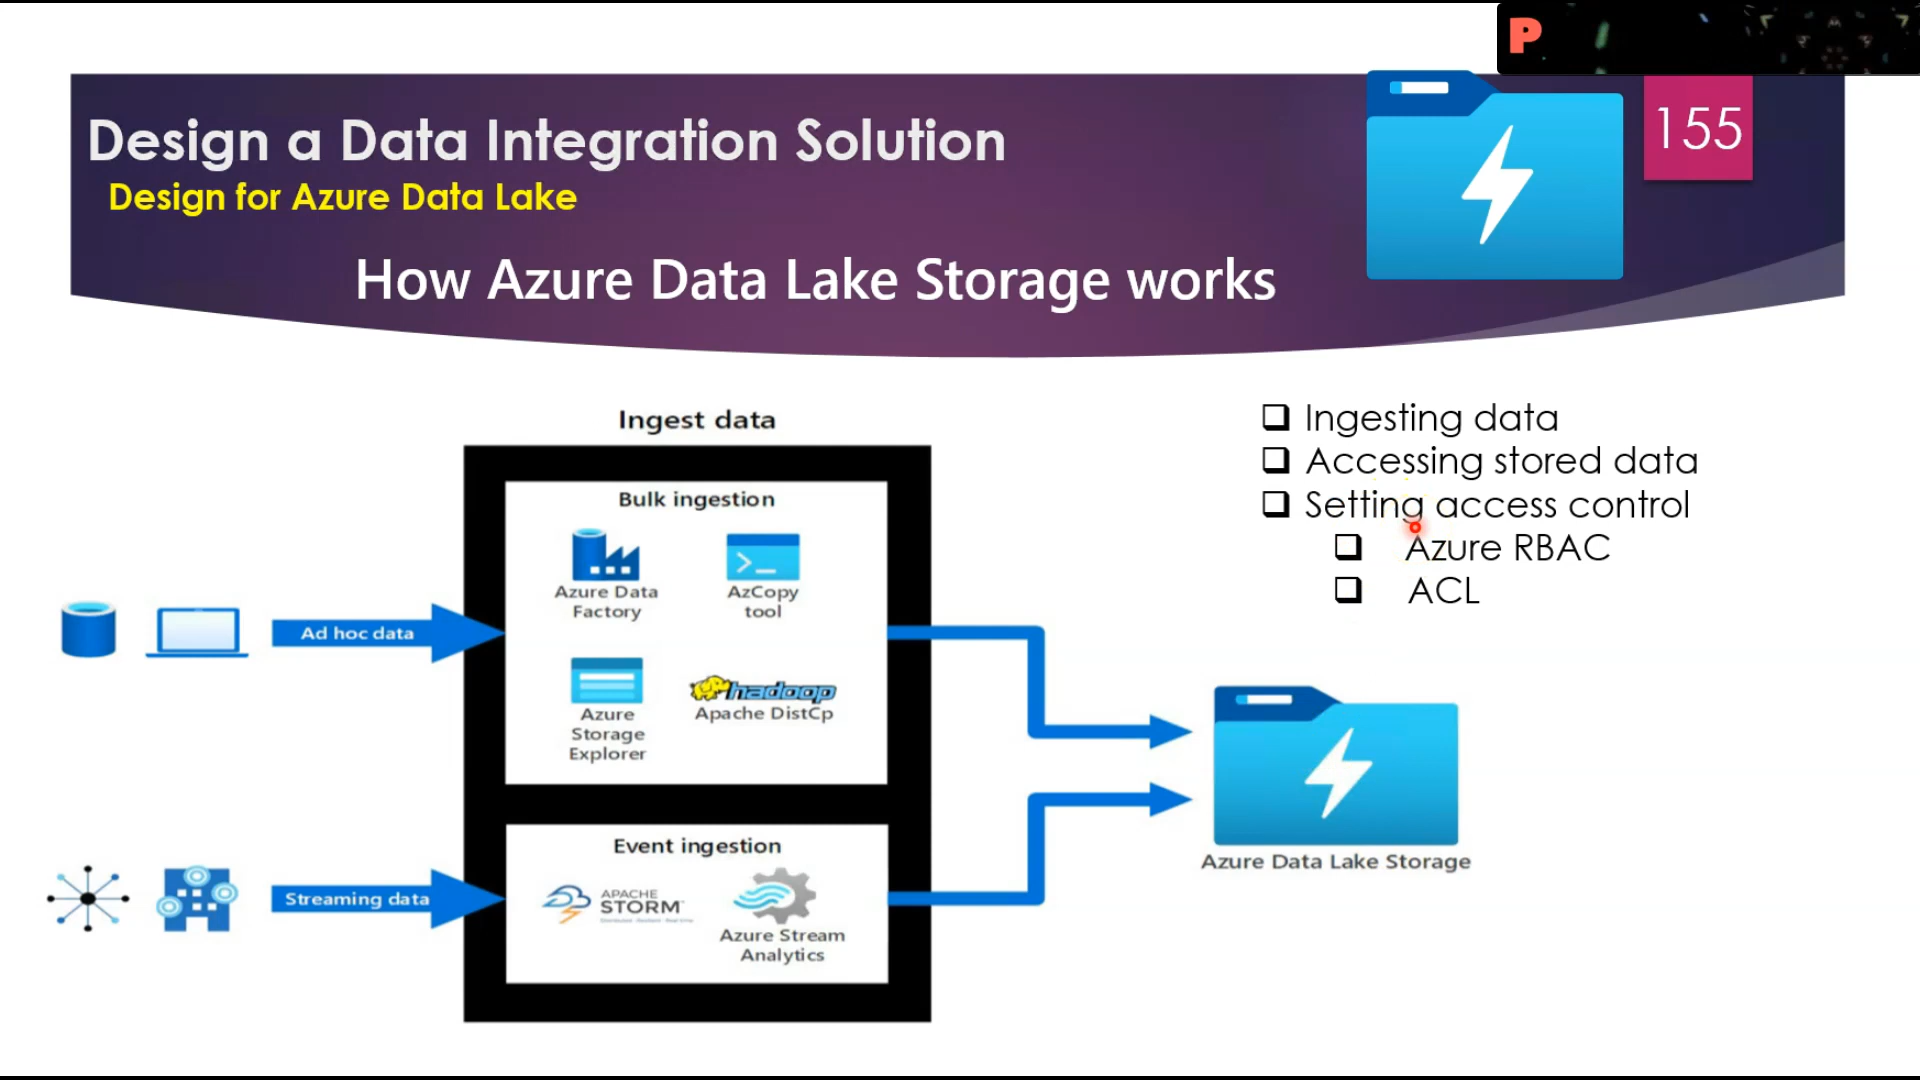 P
155
Design a Data Integration Solution
Design for Azure Data Lake
How Azure Data Lake Storage works
Ingest data
Bulk ingestion
Azure Data
Factory
AzCopy
tool
Azure
Storage
Explorer
hadoop
Apache DistCp
Ad hoc data
Event ingestion
APACHE
STORM
Azure Stream
Analytics
Streaming data
❑ Ingesting data
❑ Accessing stored data
❑ Setting access control
❑ Azure RBAC
❑ ACL
Azure Data Lake Storage